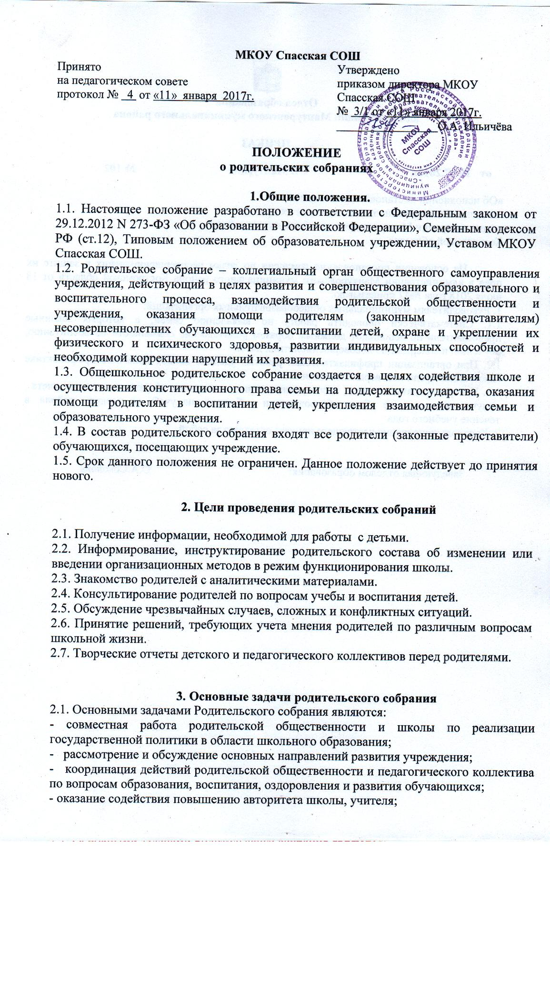 МКОУ Спасская СОШ
Принято
на педагогическом совете
протокол № 4 от «11» января 2017г.
Утверждено
приказом директора МКОУ
Спасская СОШ
№ 3/1 от «11» января 2017г.
О.А. Ильичёва
МКОУ
Спасская
СОШ
ПОЛОЖЕНИЕ
о родительских собраниях
1.Общие положения.
1.1. Настоящее положение разработано в соответствии с Федеральным законом от
29.12.2012 N 273-ФЗ «Об образовании в Российской Федерации», Семейным кодексом
РФ (ст.12), Типовым положением об образовательном учреждении, Уставом МКОУ
Спасская СОШ.
1.2. Родительское собрание – коллегиальный орган общественного самоуправления
учреждения, действующий в целях развития и совершенствования образовательного и
воспитательного процесса, взаимодействия родительской общественности и
учреждения, оказания помощи родителям (законным представителям)
несовершеннолетних обучающихся в воспитании детей, охране и укреплении их
физического и психического здоровья, развитии индивидуальных способностей и
необходимой коррекции нарушений их развития.
1.3. Общешкольное родительское собрание создается в целях содействия школе и
осуществления конституционного права семьи на поддержку государства, оказания
помощи родителям в воспитании детей, укрепления взаимодействия семьи и
образовательного учреждения.
1.4. В состав родительского собрания входят все родители (законные представители)
обучающихся, посещающих учреждение.
1.5. Срок данного положения не ограничен. Данное положение действует до принятия
нового.
2. Цели проведения родительских собраний
2.1. Получение информации, необходимой для работы с детьми.
2.2. Информирование, инструктирование родительского состава об изменении или
введении организационных методов в режим функционирования школы.
2.3. Знакомство родителей с аналитическими материалами.
2.4. Консультирование родителей по вопросам учебы и воспитания детей.
2.5. Обсуждение чрезвычайных случаев, сложных и конфликтных ситуаций.
2.6. Принятие решений, требующих учета мнения родителей по различным вопросам
школьной жизни.
2.7. Творческие отчеты детского и педагогического коллективов перед родителями.
3. Основные задачи родительского собрания
2.1. Основными задачами Родительского собрания являются:
- совместная работа родительской общественности и школы по реализации
государственной политики в области школьного образования;
- рассмотрение и обсуждение основных направлений развития учреждения;
- координация действий родительской общественности и педагогического коллектива
по вопросам образования, воспитания, оздоровления и развития обучающихся;
- оказание содействия повышению авторитета школы, учителя;